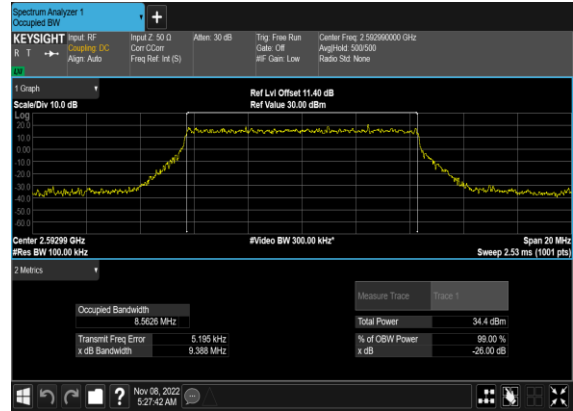 Spectrum Analyzer 1
Occupied BW
KEYSIGHT Input: RF Input Z: 50 Ω Atten: 30 dB Trig: Free Run Center Freq: 2.592990000 GHz
R T Coupling: DC Corr CCorr Gate: Off Avg|Hold: 500/500
Align: Auto Freq Ref: Int (S) #IF Gain: Low Radio Std: None
1 Graph
Ref Lvl Offset 11.40 dB
Scale/Div 10.0 dB Ref Value 30.00 dBm
Log
20.0
10.0
0.00
-10.0
-20.0
-30.0
-40.0
-50.0
-60.0
Center 2.59299 GHz #Video BW 300.00 kHz* Span 20 MHz
#Res BW 100.00 kHz Sweep 2.53 ms (1001 pts)
2 Metrics
Measure Trace Trace 1
Occupied Bandwidth
8.5626 MHz Total Power 34.4 dBm
Transmit Freq Error 5.195 kHz % of OBW Power 99.00 %
x dB Bandwidth 9.388 MHz x dB -26.00 dB
? Nov 08, 2022
5:27:42 AM